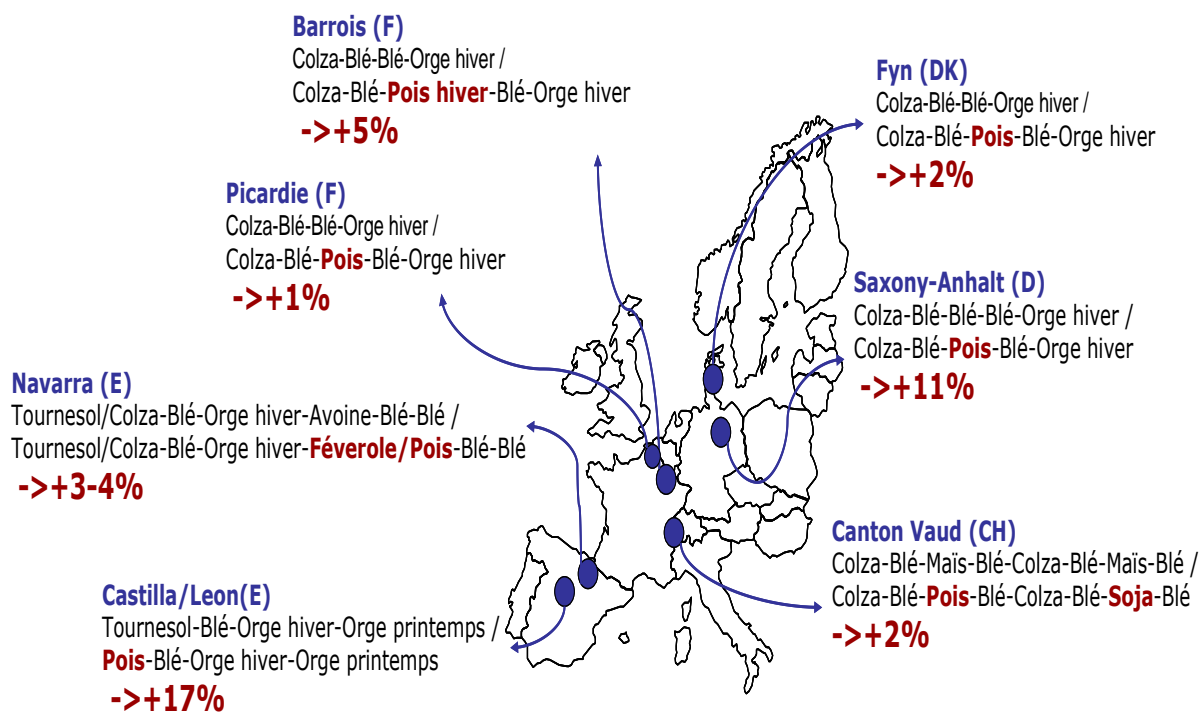 Barrois (F)
Colza-Blé-Blé-Orge hiver /
Colza-Blé-Pois hiver-Blé-Orge hiver
->+5%
Fyn (DK)
Colza-Blé-Blé-Orge hiver /
Colza-Blé-Pois-Blé-Orge hiver
->+2%
Picardie (F)
Colza-Blé-Blé-Orge hiver /
Colza-Blé-Pois-Blé-Orge hiver
->+1%
Saxony-Anhalt (D)
Colza-Blé-Blé-Blé-Orge hiver /
Colza-Blé-Pois-Blé-Orge hiver
->+11%
Navarra (E)
Tournesol/Colza-Blé-Orge hiver-Avoine-Blé-Blé /
Tournesol/Colza-Blé-Orge hiver-Féverole/Pois-Blé-Blé
->+3-4%
Canton Vaud (CH)
Colza-Blé-Maïs-Blé-Colza-Blé-Maïs-Blé /
Colza-Blé-Pois-Blé-Colza-Blé-Soja-Blé
->+2%
Castilla/Leon(E)
Tournesol-Blé-Orge hiver-Orge printemps /
Pois-Blé-Orge hiver-Orge printemps
->+17%